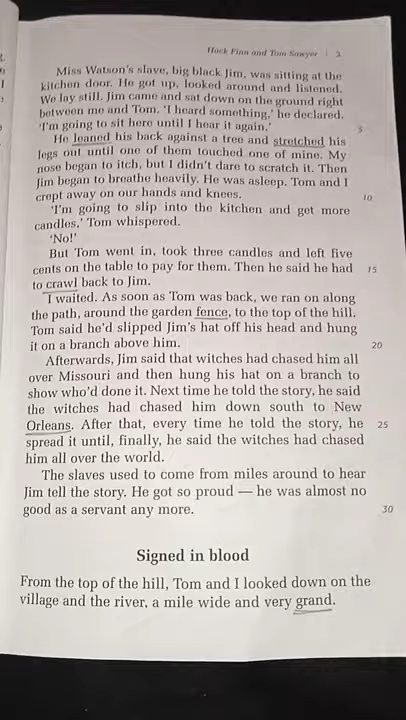 Huck Finn and Tom Sawyer | 3
Miss Watson's slave, big black Jim, was sitting at the
kitchen door. He got up, looked around and listened.
We lay still. Jim came and sat down on the ground right
between me and Tom. 'I heard something,' he declared.
'I'm going to sit here until I hear it again.' 5
He leaned his back against a tree and stretched his
legs out until one of them touched one of mine. My
nose began to itch, but I didn't dare to scratch it. Then
Jim began to breathe heavily. He was asleep. Tom and I
crept away on our hands and knees. 10
'I'm going to slip into the kitchen and get more
candles,' Tom whispered.
'No!'
But Tom went in, took three candles and left five
cents on the table to pay for them. Then he said he had 15
to crawl back to Jim.
I waited. As soon as Tom was back, we ran on along
the path, around the garden fence, to the top of the hill.
Tom said he'd slipped Jim's hat off his head and hung
it on a branch above him. 20
Afterwards, Jim said that witches had chased him all
over Missouri and then hung his hat on a branch to
show who'd done it. Next time he told the story, he said
the witches had chased him down south to New
Orleans. After that, every time he told the story, he 25
spread it until, finally, he said the witches had chased
him all over the world.
The slaves used to come from miles around to hear
Jim tell the story. He got so proud — he was almost no
good as a servant any more. 30
Signed in blood
From the top of the hill, Tom and I looked down on the
village and the river, a mile wide and very grand.